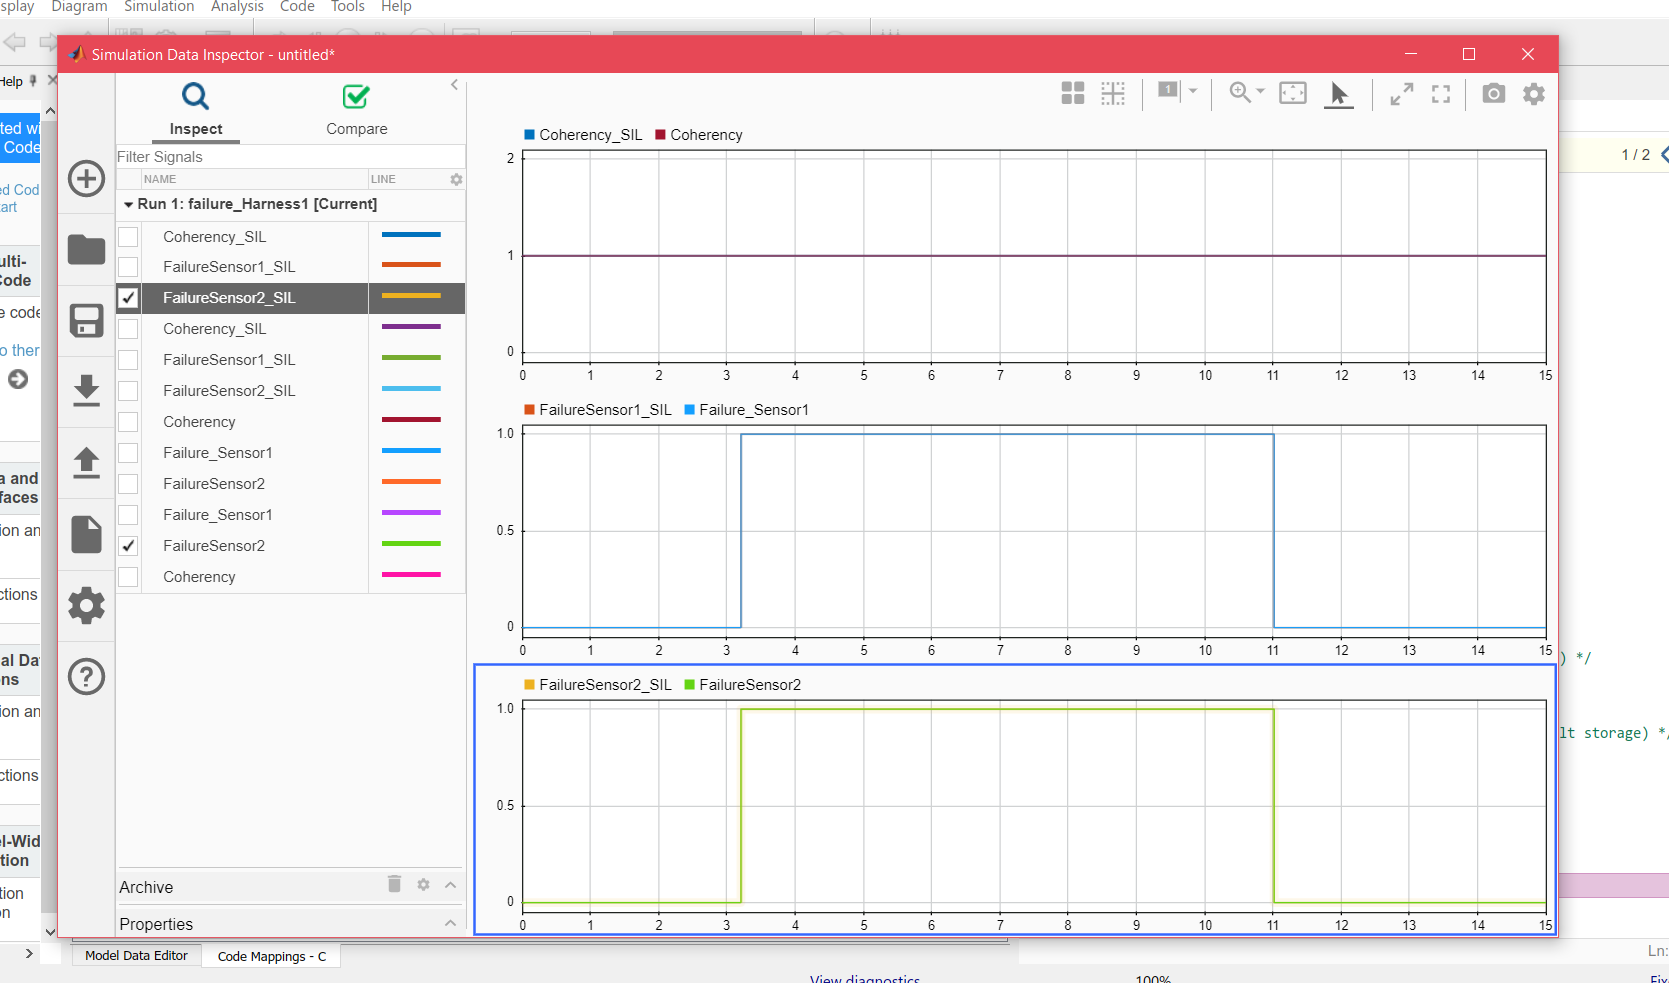 splay Diagram Simulation Analysis Code Tools Help
Simulation Data Inspector - untitled*
Help
ted wi
Code
ed Cod
art
ulti-
Code
e code
o ther
a and
faces
ion an
ctions
al Da
ns
ion an
ctions
el-Wid
tion
tion
n
Inspect
Compare
Filter Signals
NAME LINE
Run 1: failure_Harness1 [Current]
Coherency_SIL
FailureSensor1_SIL
FailureSensor2_SIL
Coherency_SIL
FailureSensor1_SIL
FailureSensor2_SIL
Coherency
Failure_Sensor1
FailureSensor2
Failure_Sensor1
FailureSensor2
Coherency
Archive
Properties
1
Coherency_SIL Coherency
2
1
0
0 1 2 3 4 5 6 7 8 9 10 11 12 13 14 15
FailureSensor1_SIL Failure_Sensor1
1.0
0.5
0
0 1 2 3 4 5 6 7 8 9 10 11 12 13 14 15
FailureSensor2_SIL FailureSensor2
1.0
0.5
0
0 1 2 3 4 5 6 7 8 9 10 11 12 13 14 15
1 / 2
) */
lt storage) */
Model Data Editor Code Mappings - C
Ln:
View diagnostics 100% Fix